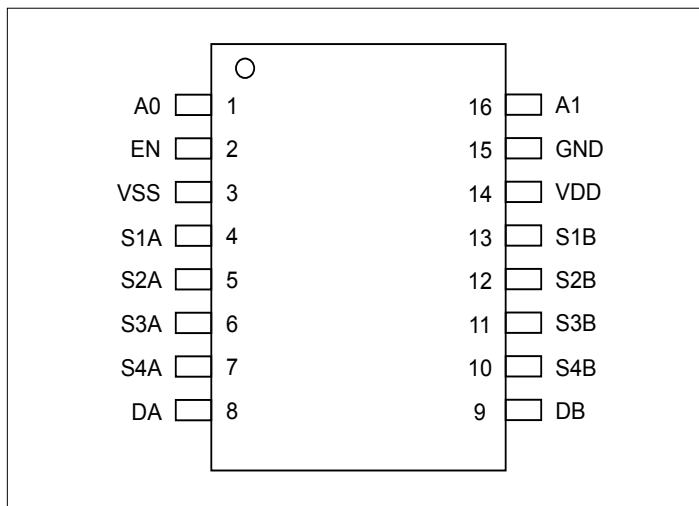 A0 1 16 A1
EN 2 15 GND
VSS 3 14 VDD
S1A 4 13 S1B
S2A 5 12 S2B
S3A 6 11 S3B
S4A 7 10 S4B
DA 8 9 DB